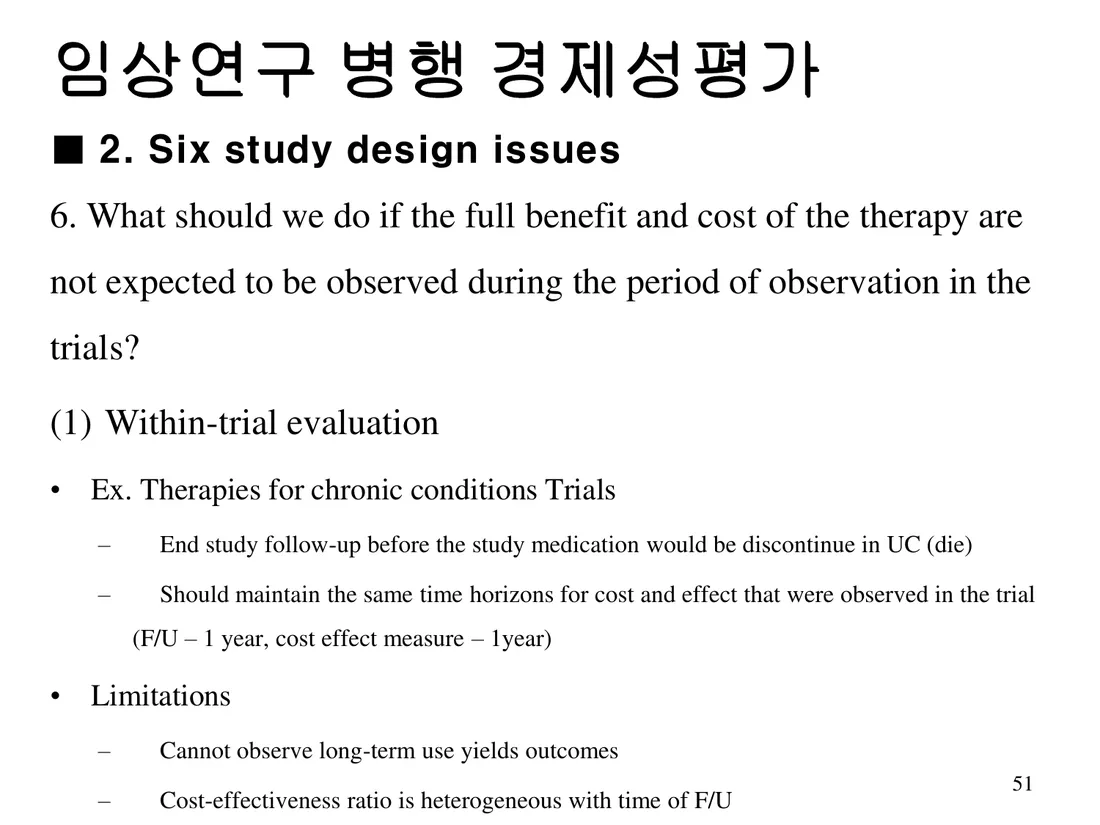 임상연구 병행 경제성평가
■ 2. Six study design issues
6. What should we do if the full benefit and cost of the therapy are
not expected to be observed during the period of observation in the
trials?
(1) Within-trial evaluation
• Ex. Therapies for chronic conditions Trials
– End study follow-up before the study medication would be discontinue in UC (die)
– Should maintain the same time horizons for cost and effect that were observed in the trial
(F/U – 1 year, cost effect measure – 1year)
• Limitations
– Cannot observe long-term use yields outcomes
51
– Cost-effectiveness ratio is heterogeneous with time of F/U